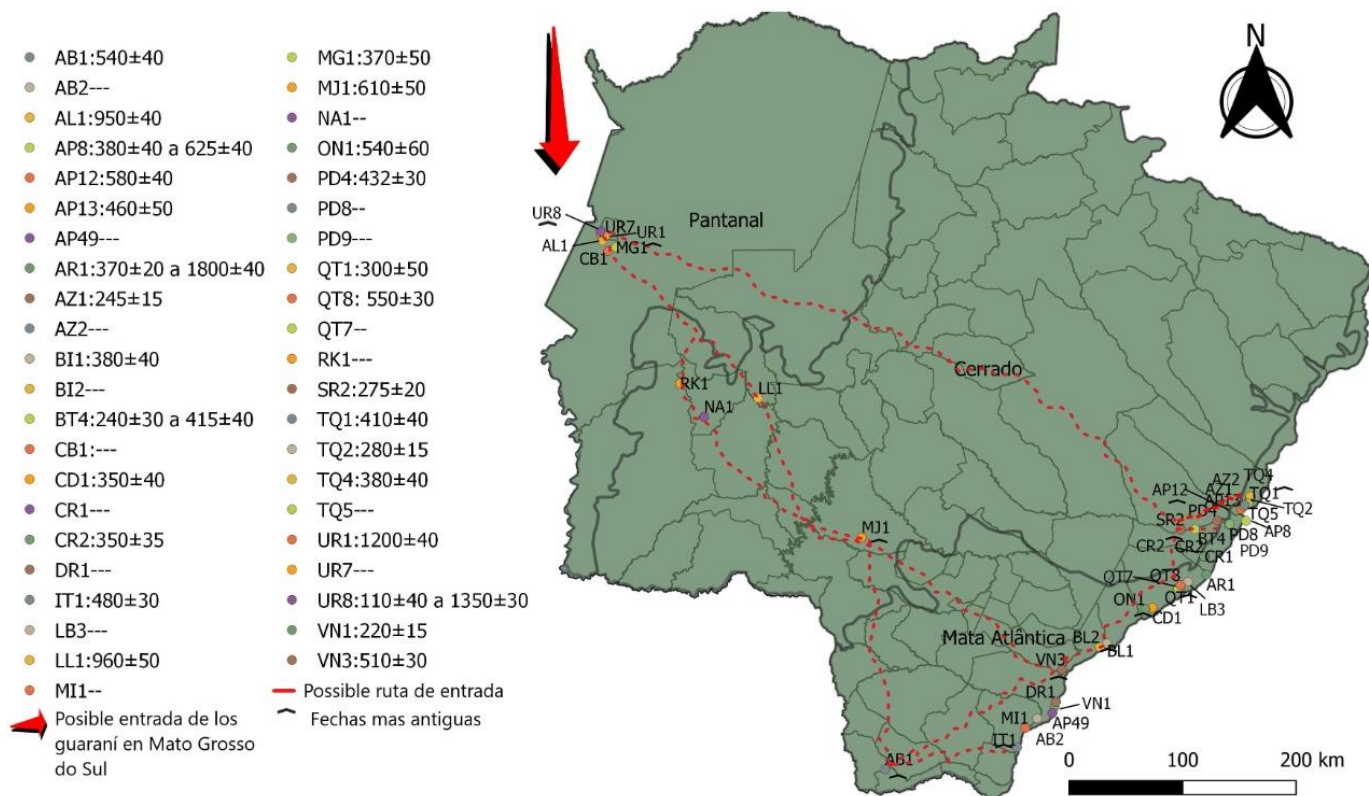 AB1:540±40
AB2---
AL1:950±40
AP8:380±40 a 625±40
AP12:580±40
AP13:460±50
AP49---
AR1:370±20 a 1800±40
AZ1:245±15
AZ2---
BI1:380±40
BI2---
BT4:240±30 a 415±40
CB1:---
CD1:350±40
CR1---
CR2:350±35
DR1---
IT1:480±30
LB3---
LL1:960±50
MI1--
Posible entrada de los
guaraní en Mato Grosso
do Sul
MG1:370±50
MJ1:610±50
NA1--
ON1:540±60
PD4:432±30
PD8--
PD9---
QT1:300±50
QT8: 550±30
QT7--
RK1---
SR2:275±20
TQ1:410±40
TQ2:280±15
TQ4:380±40
TQ5---
UR1:1200±40
UR7---
UR8:110±40 a 1350±30
VN1:220±15
VN3:510±30
Possible ruta de entrada
Fechas mas antiguas
N
UR8
UR7
UR1
AL1
MG1
CB1
Pantanal
Cerrado
RK1
NA1
LL1
MJ1
AZ2
TQ4
AZ1
AP12
TQ1
TQ2
PD4
TQ5
SR2
AP8
BT4
PD8
CR2
CR2
PD9
CR1
QT7
QT8
AR1
ON1
QT1
LB3
CD1
Mata Atlântica
BL2
BL1
VN3
DR1
VN1
MI1
AP49
AB2
IT1
AB1
0
100
200 km